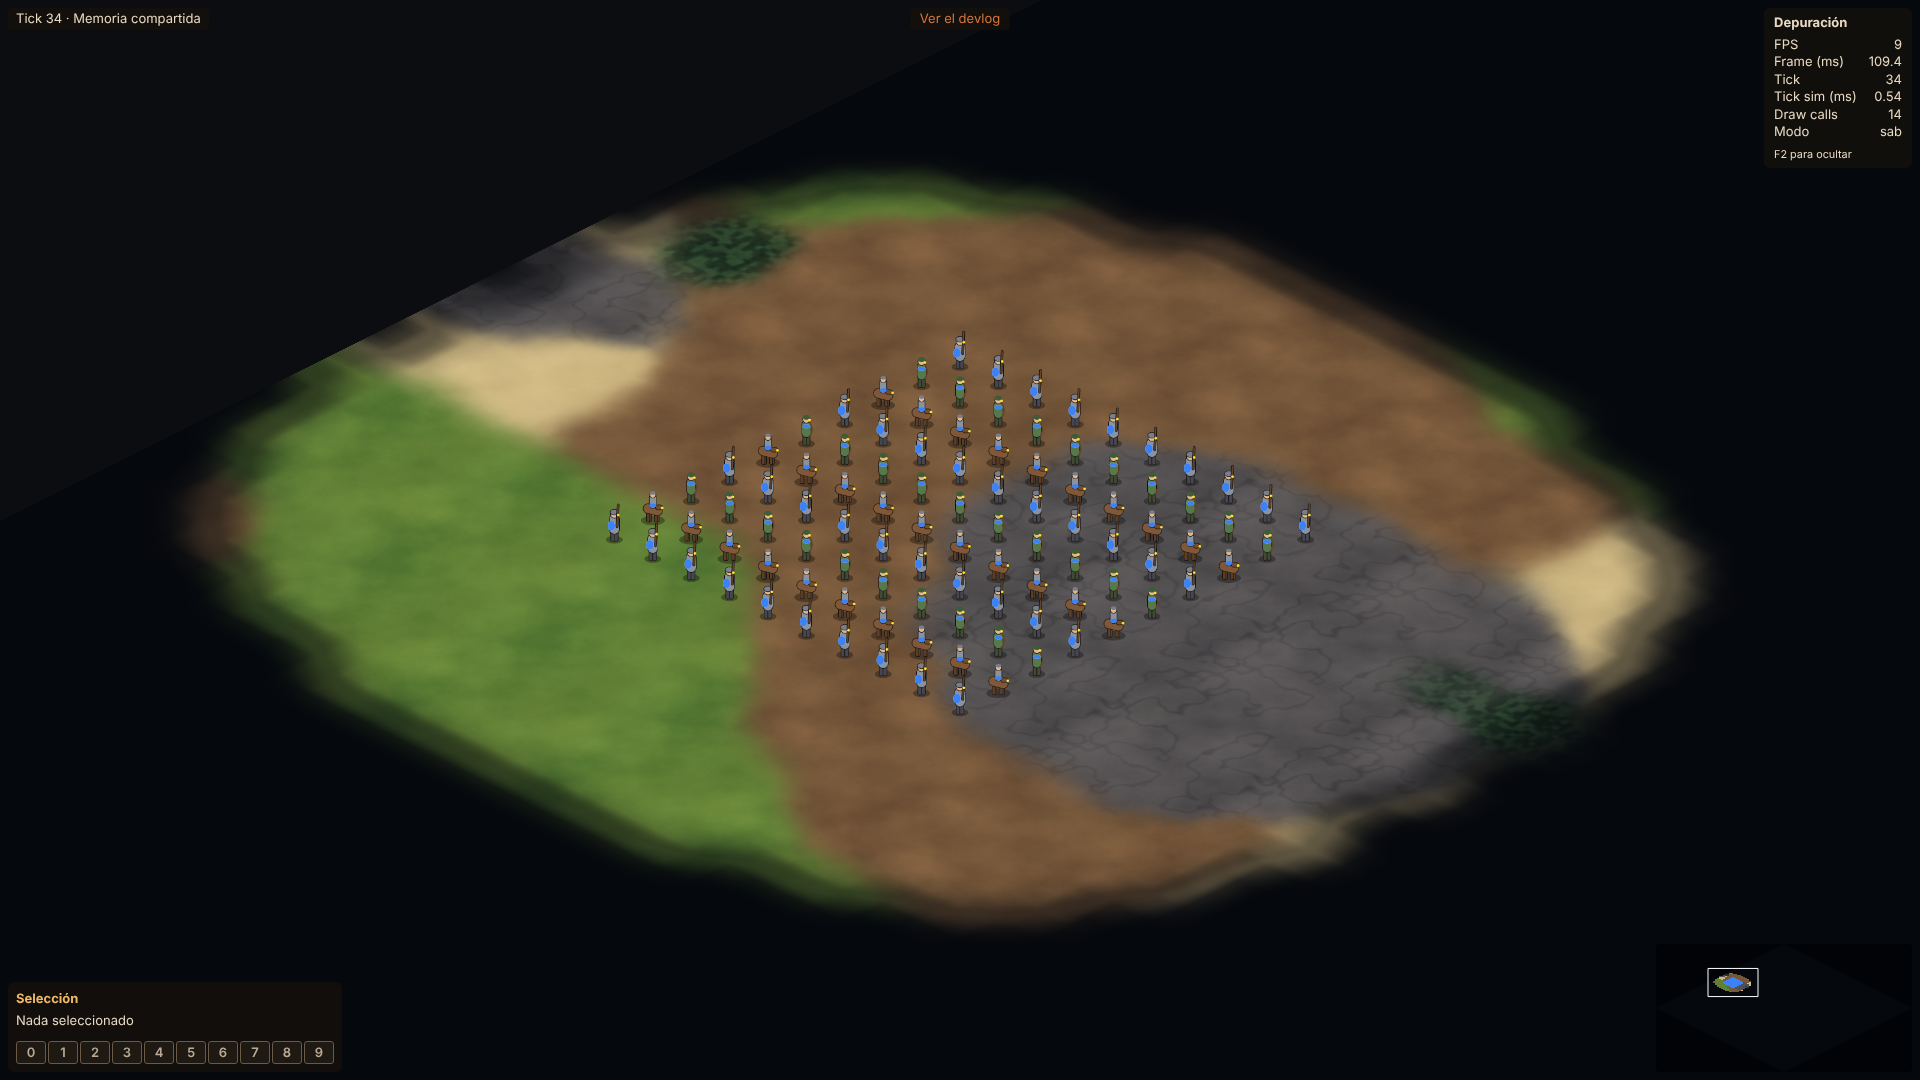 Tick 34 · Memoria compartida
Ver el devlog
Depuración
FPS 9
Frame (ms) 109.4
Tick 34
Tick sim (ms) 0.54
Draw calls 14
Modo sab
F2 para ocultar
Selección
Nada seleccionado
0 1 2 3 4 5 6 7 8 9